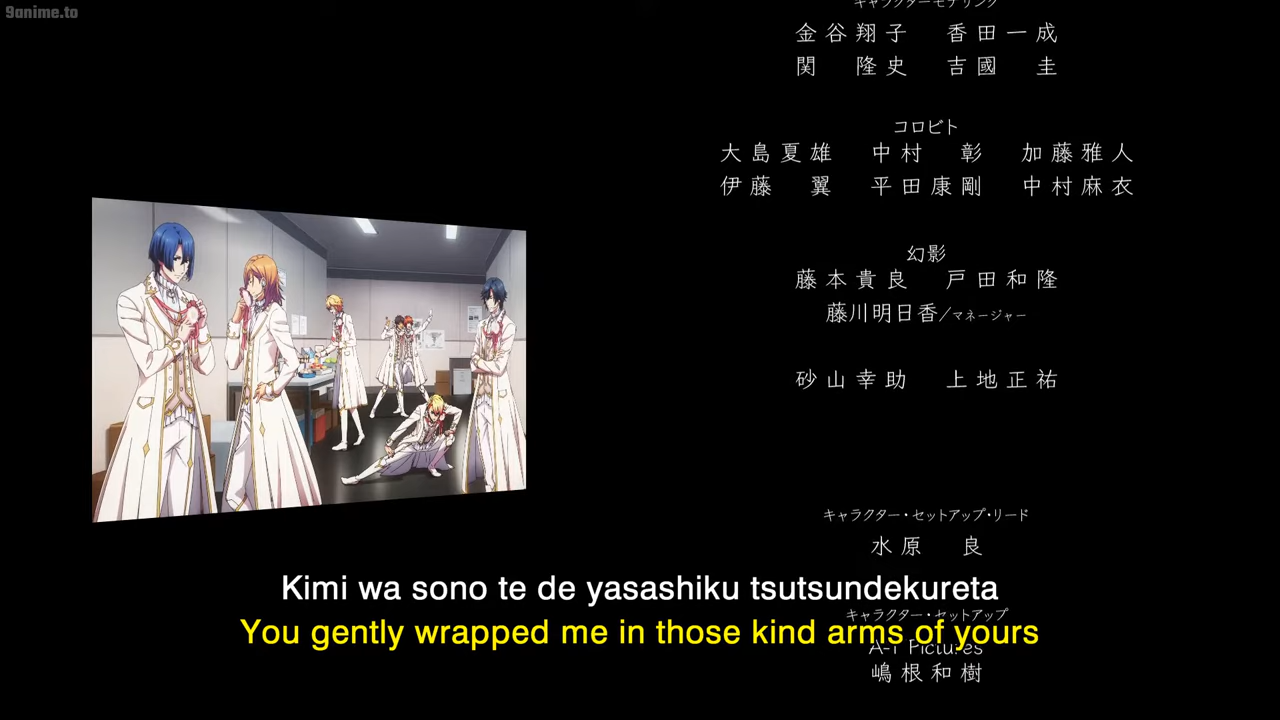 9anime.to
キャラクターモデリング
金谷翔子 香田一成
関 隆史 吉國 圭
コロビト
大島夏雄 中村 彰 加藤雅人
伊藤 翼 平田康剛 中村麻衣
幻影
藤本貴良 戸田和隆
藤川明日香/マネージャー
砂山幸助 上地正祐
キャラクター・セットアップ・リード
水原 良
Kimi wa sono te de yasashiku tsutsundekureta
キャラクター・セットアップ
You gently wrapped me in those kind arms of yours
A-1 Pictures
嶋根和樹